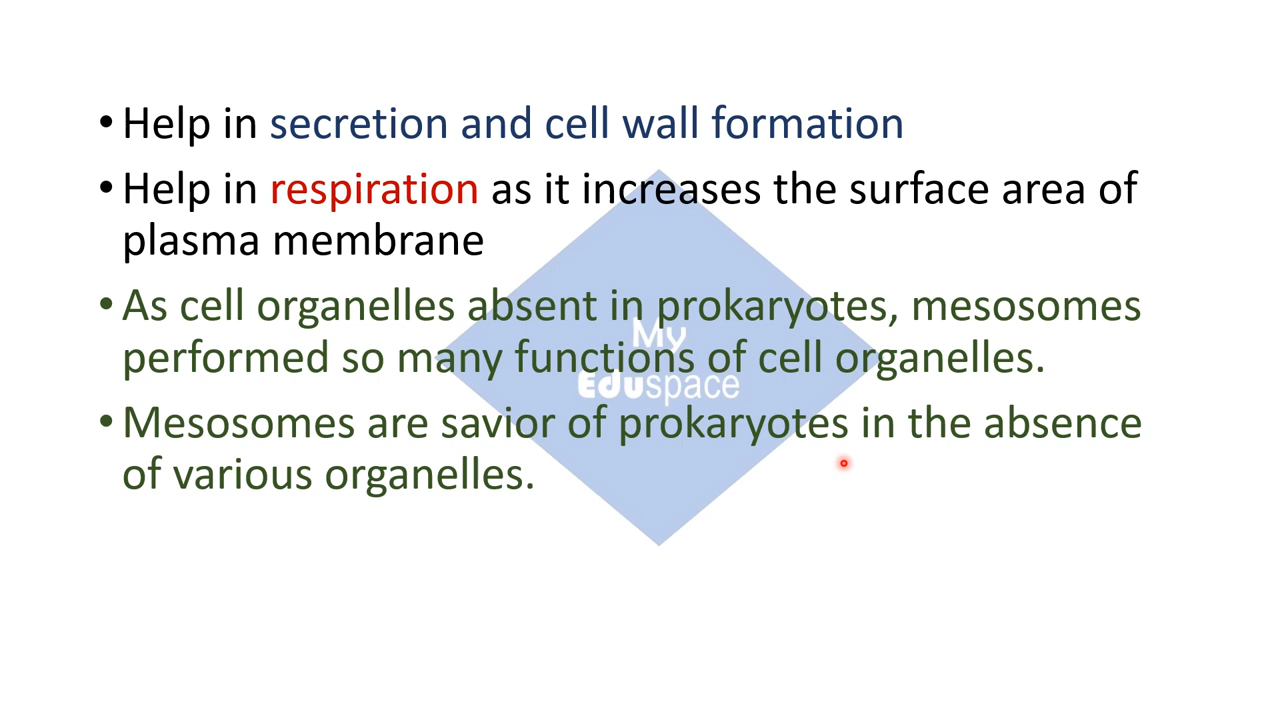 • Help in secretion and cell wall formation
• Help in respiration as it increases the surface area of
plasma membrane
• As cell organelles absent in prokaryotes, mesosomes
performed so many functions of cell organelles.
• Mesosomes are savior of prokaryotes in the absence
of various organelles.
My
Eduspace